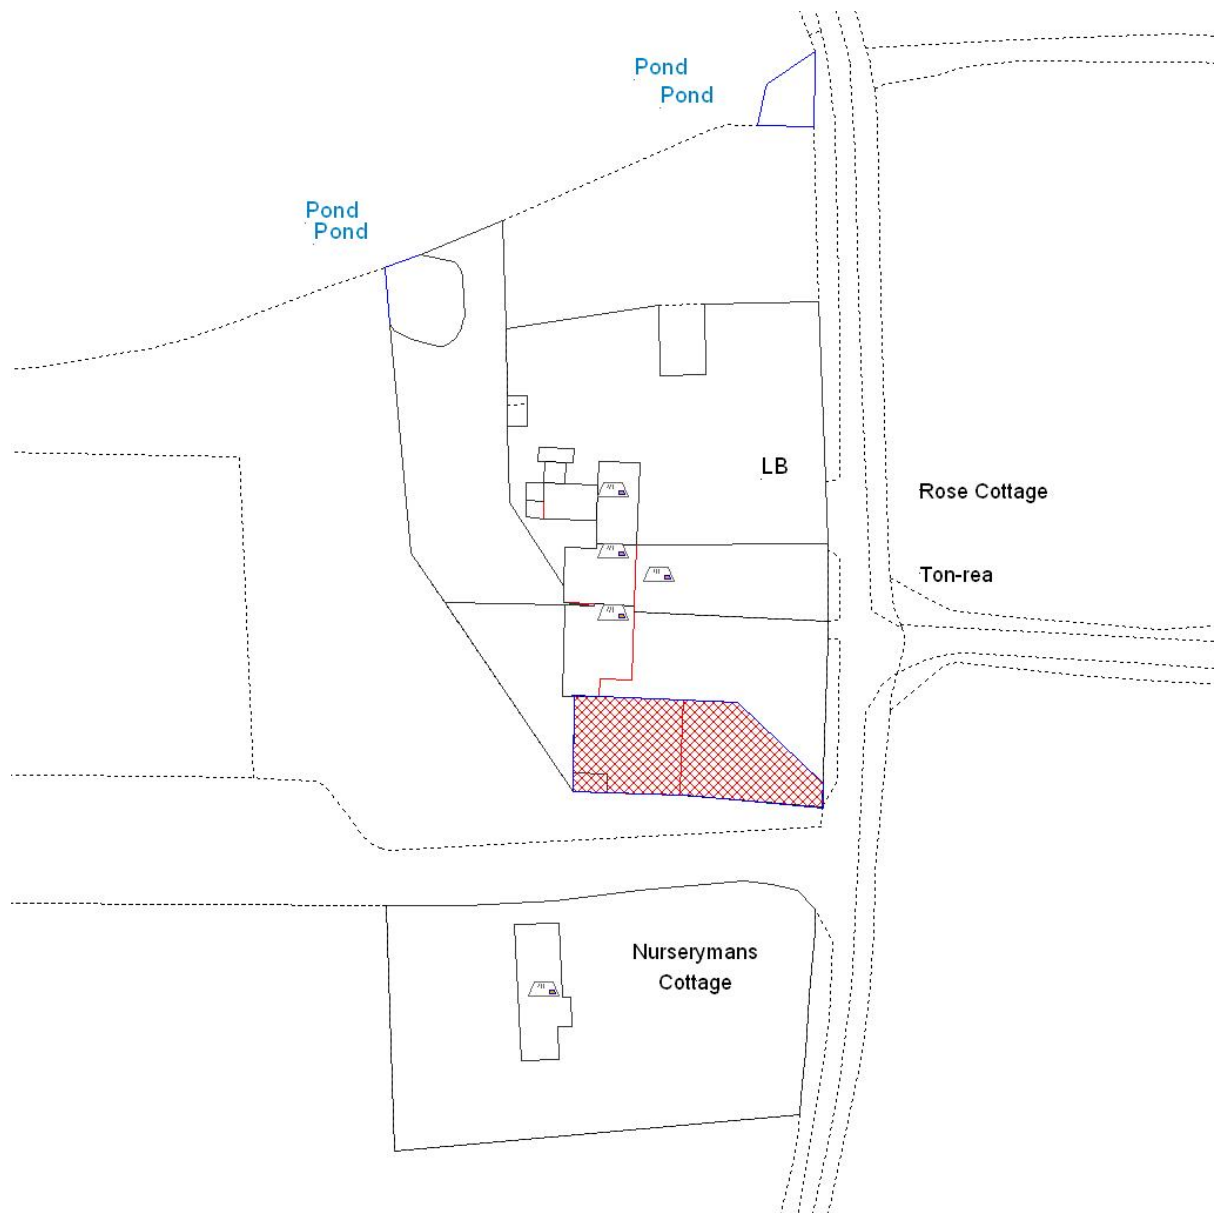 Pond
Pond
Pond
Pond
LB
Rose Cottage
Ton-rea
Nurserymans
Cottage